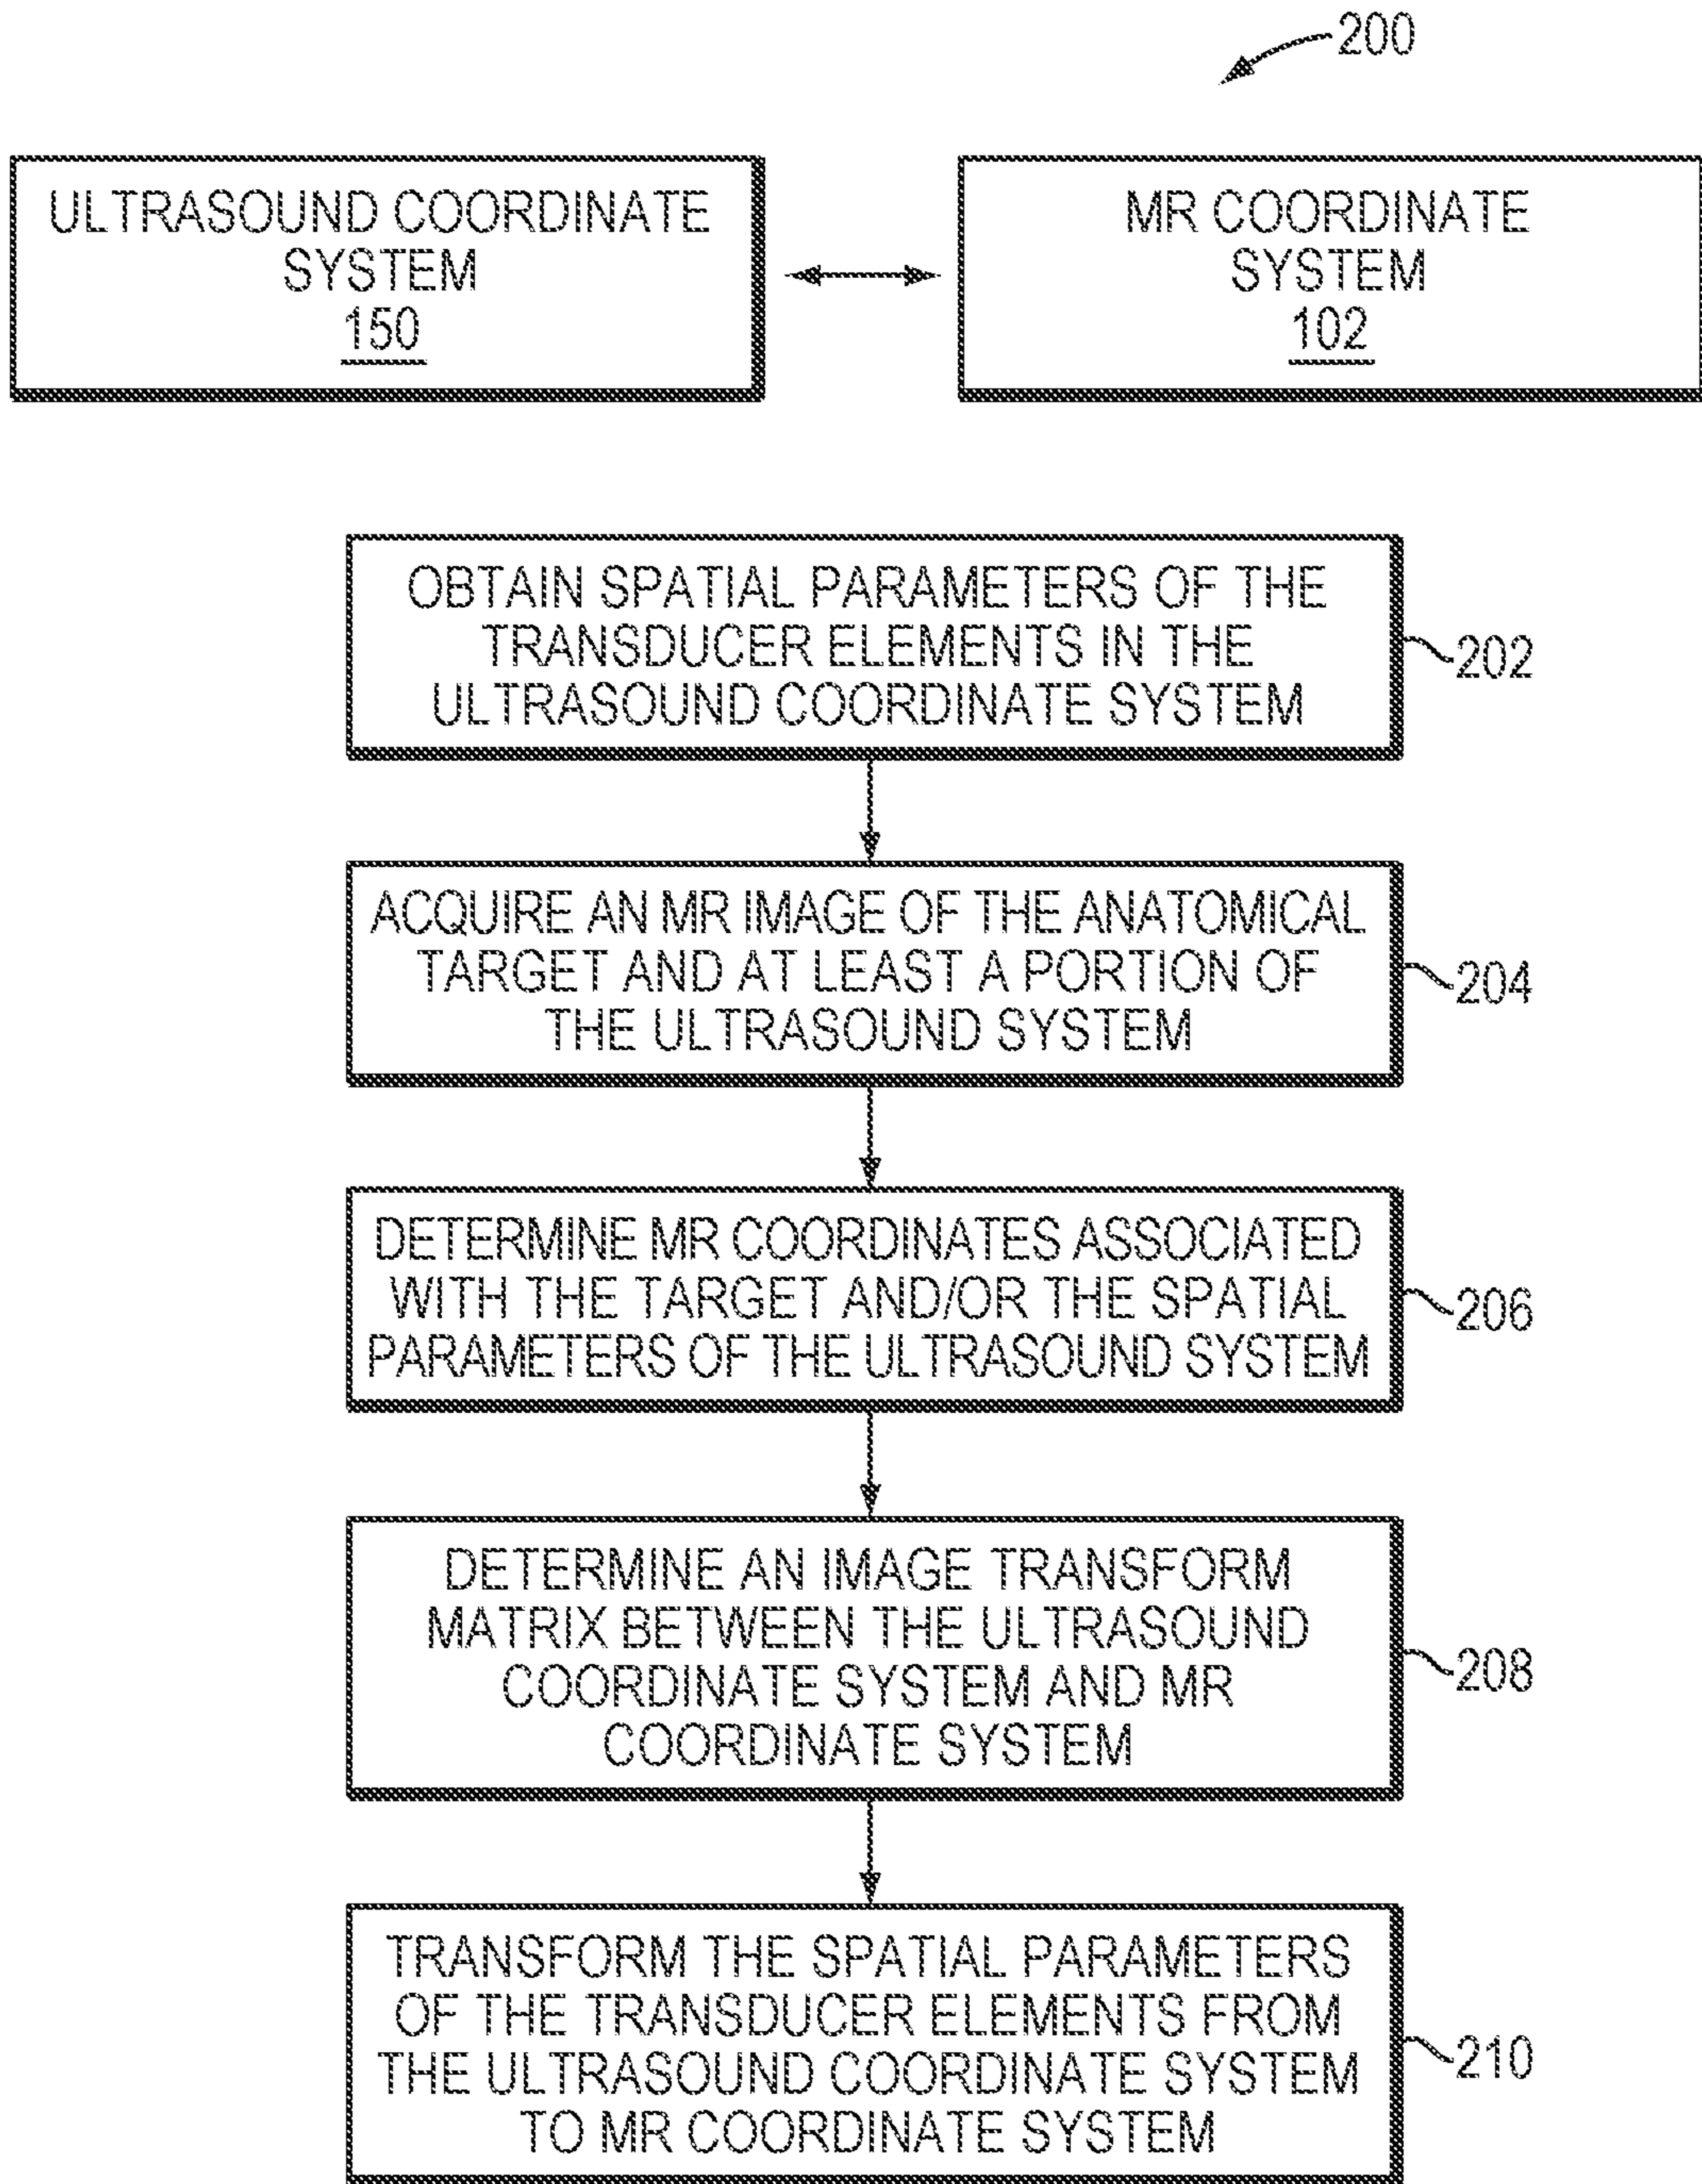 200
ULTRASOUND COORDINATE
SYSTEM
150
MR COORDINATE
SYSTEM
102
OBTAIN SPATIAL PARAMETERS OF THE
TRANSDUCER ELEMENTS IN THE
ULTRASOUND COORDINATE SYSTEM
202
ACQUIRE AN MR IMAGE OF THE ANATOMICAL
TARGET AND AT LEAST A PORTION OF
THE ULTRASOUND SYSTEM
204
DETERMINE MR COORDINATES ASSOCIATED
WITH THE TARGET AND/OR THE SPATIAL
PARAMETERS OF THE ULTRASOUND SYSTEM
206
DETERMINE AN IMAGE TRANSFORM
MATRIX BETWEEN THE ULTRASOUND
COORDINATE SYSTEM AND MR
COORDINATE SYSTEM
208
TRANSFORM THE SPATIAL PARAMETERS
OF THE TRANSDUCER ELEMENTS FROM
THE ULTRASOUND COORDINATE SYSTEM
TO MR COORDINATE SYSTEM
210